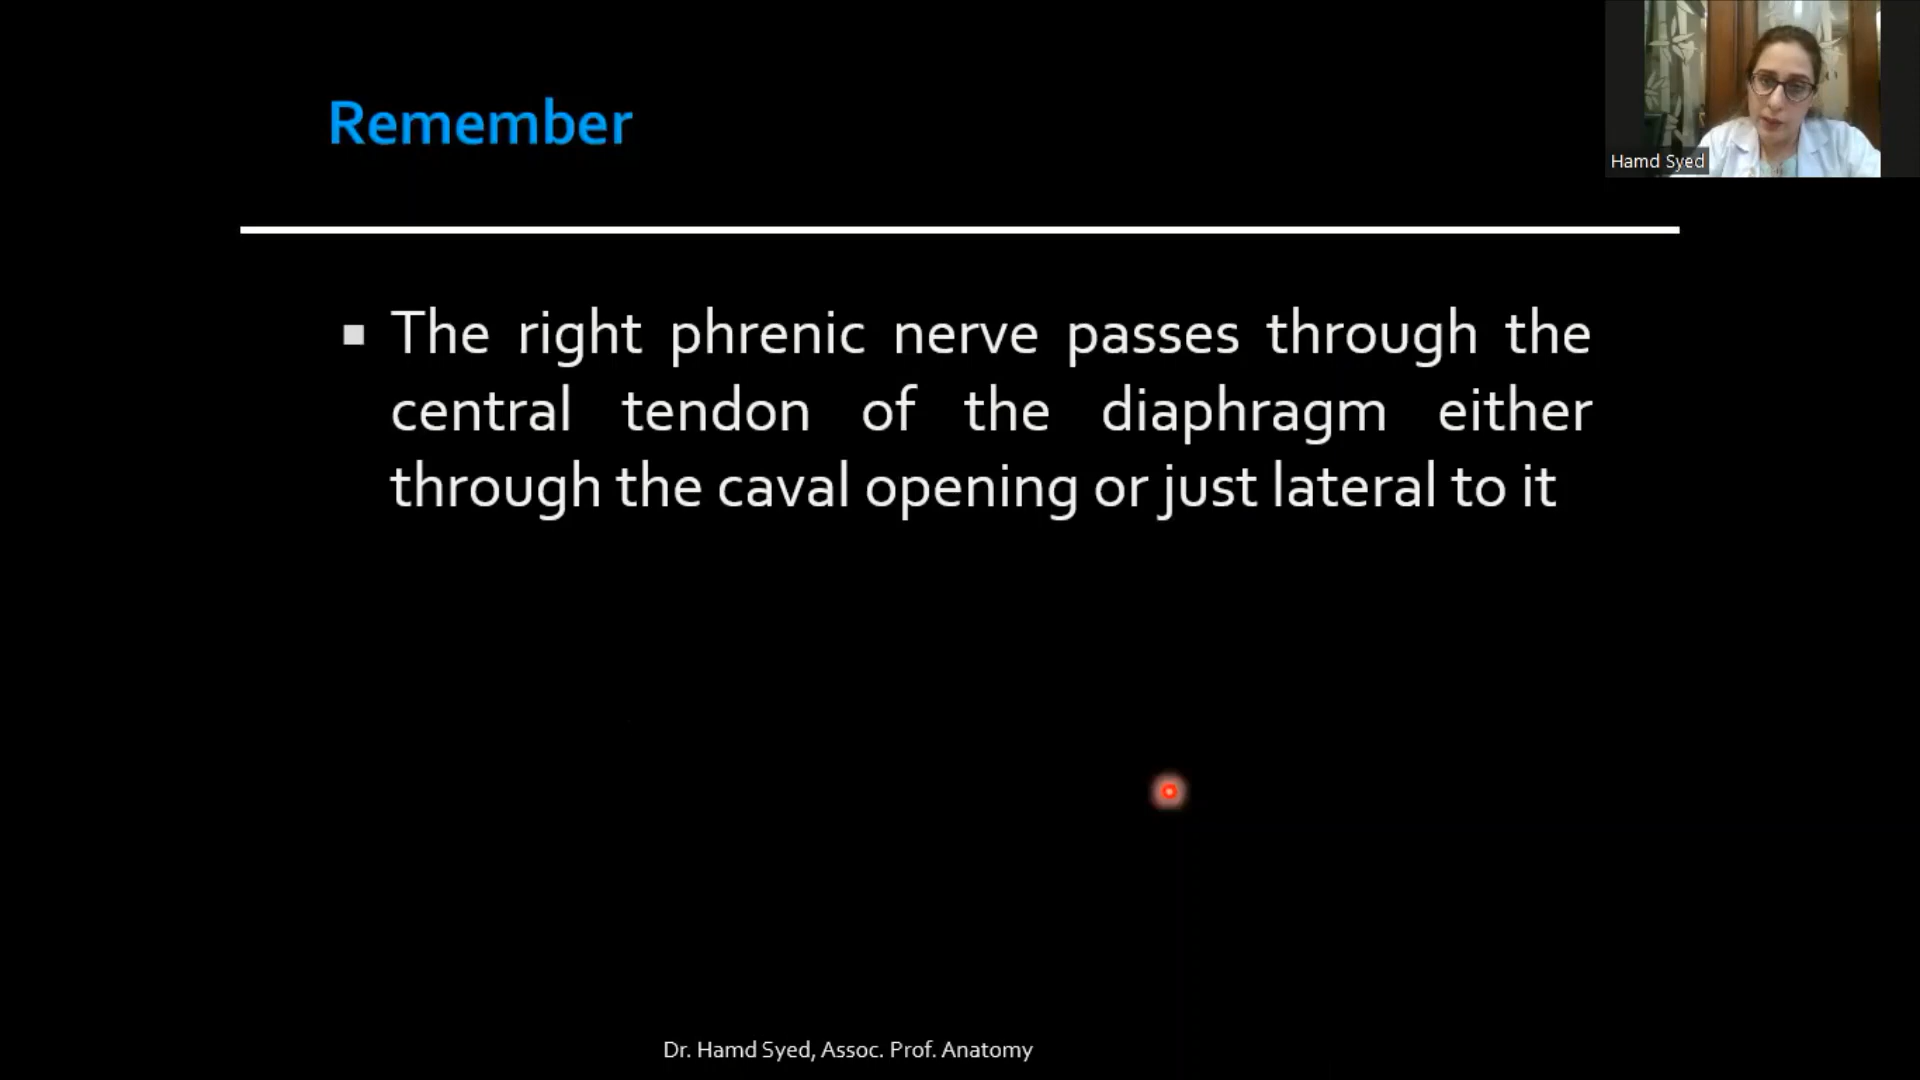 Remember
Hamd Syed
The right phrenic nerve passes through the
central tendon of the diaphragm either
through the caval opening or just lateral to it
Dr. Hamd Syed, Assoc. Prof. Anatomy